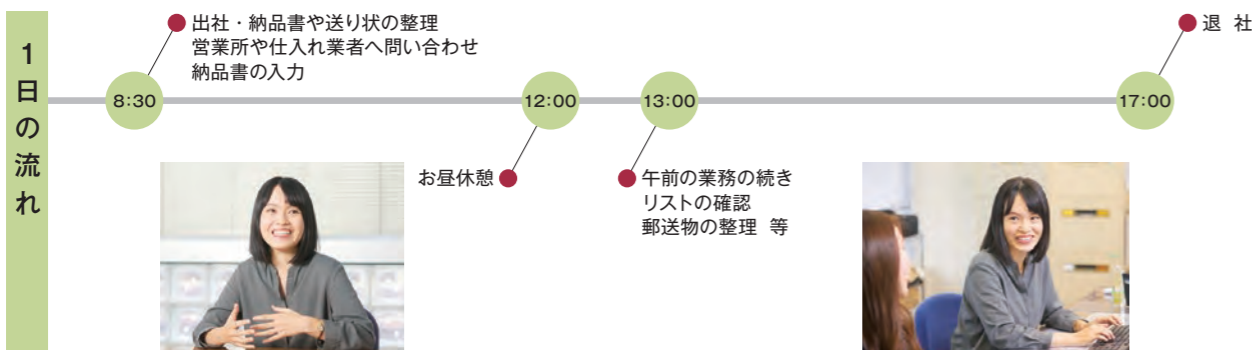 1日の流れ
8:30
出社・納品書や送り状の整理
営業所や仕入れ業者へ問い合わせ
納品書の入力
12:00
お昼休憩
13:00
午前の業務の続き
リストの確認
郵送物の整理 等
17:00
退 社